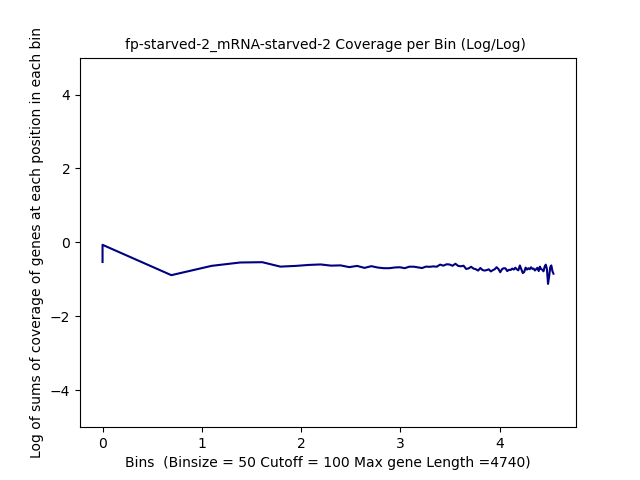 fp-starved-2_mRNA-starved-2 Coverage per Bin (Log/Log)
Log of sums of coverage of genes at each position in each bin
4
2
0
−2
−4
0 1 2 3 4
Bins  (Binsize = 50 Cutoff = 100 Max gene Length =4740)